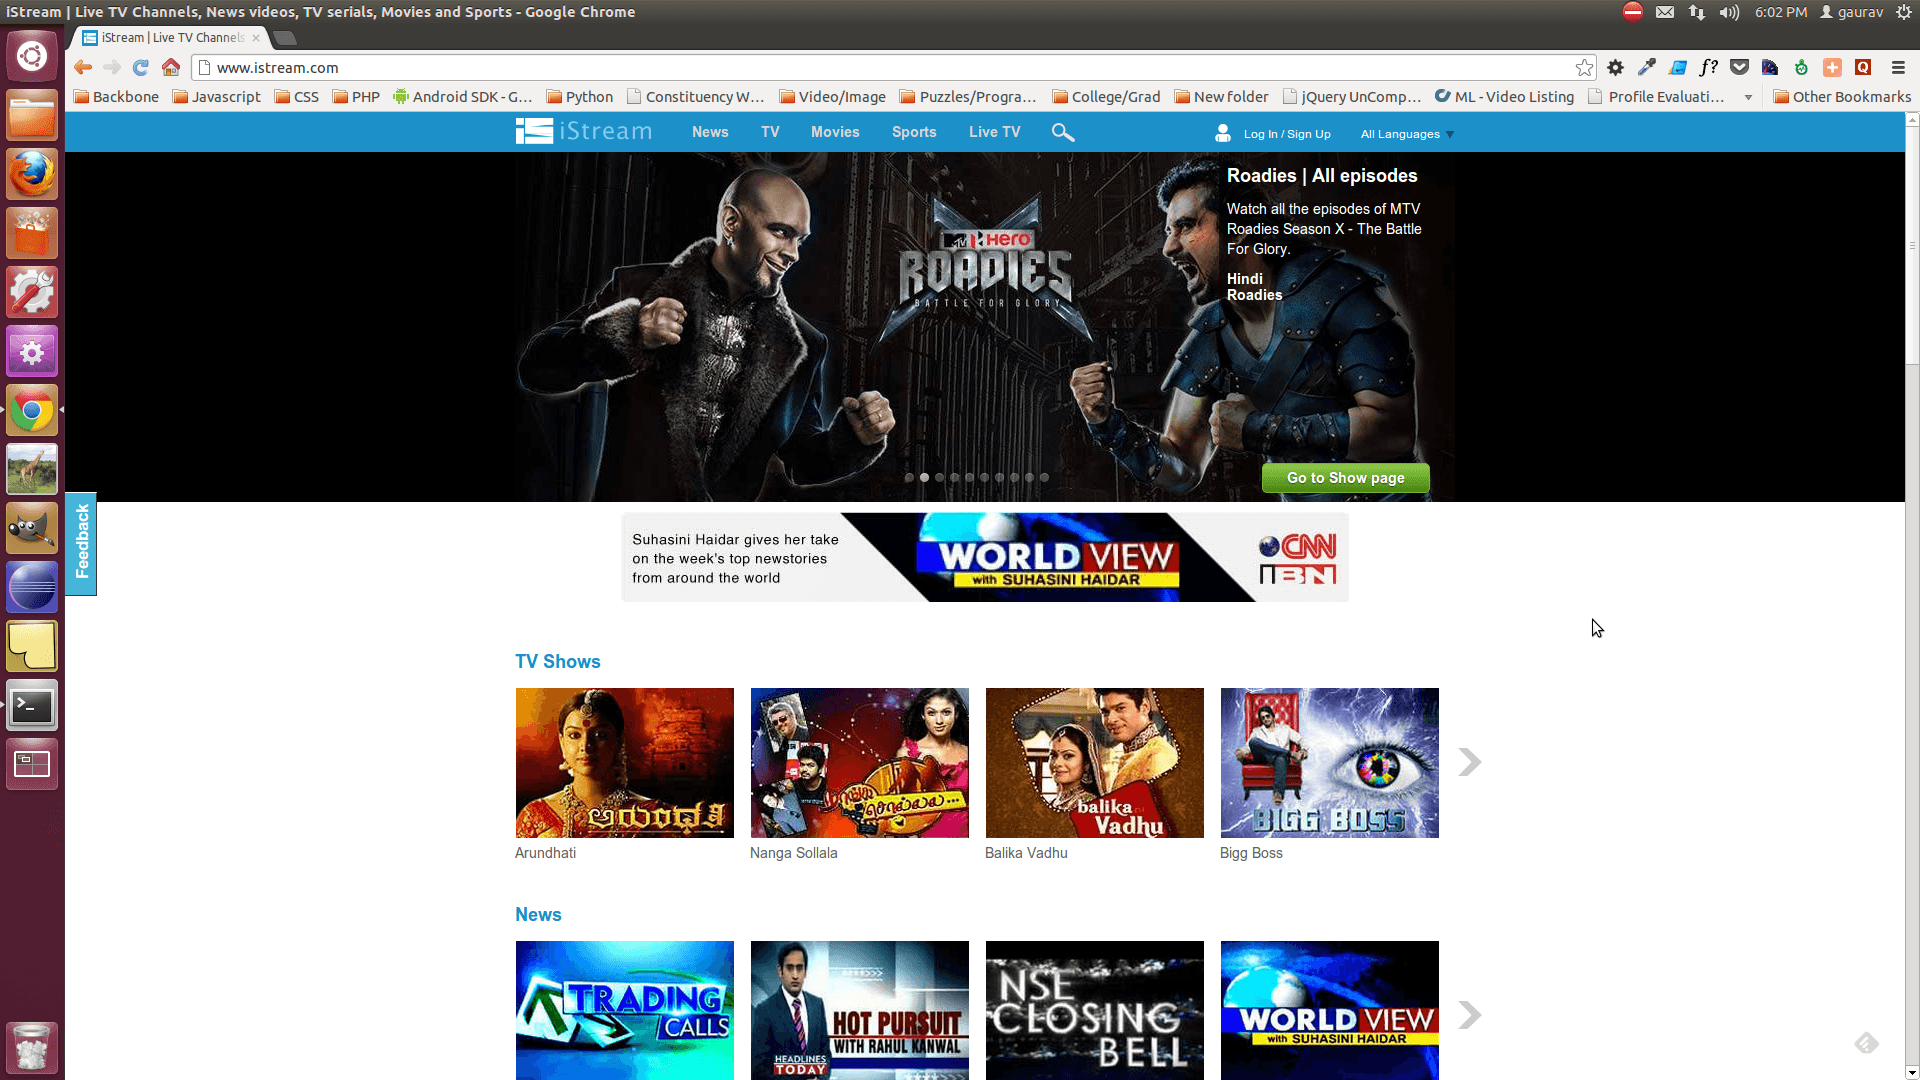 iStream | Live TV Channels, News videos, TV serials, Movies and Sports - Google Chrome
6:02 PM
gaurav
iStream | Live TV Channels
www.istream.com
f?
Q
Backbone
Javascript
CSS
PHP
Android SDK - G...
Python
Constituency W...
Video/Image
Puzzles/Progra...
College/Grad
New folder
jQuery UnComp...
ML - Video Listing
Profile Evaluati...
Other Bookmarks
iStream
News
TV
Movies
Sports
Live TV
Log In / Sign Up
All Languages
MTV Hero
ROADIES
BATTLE FOR GLORY
Roadies | All episodes
Watch all the episodes of MTV
Roadies Season X - The Battle
For Glory.
Hindi
Roadies
Go to Show page
Feedback
Suhasini Haidar gives her take
on the week's top newstories
from around the world
WORLD VIEW
with SUHASINI HAIDAR
CNN
IBN
TV Shows
ಅರುಂಧತಿ
balika
Vadhu
BIGG BOSS
Arundhati
Nanga Sollala
Balika Vadhu
Bigg Boss
News
TRADING
CALLS
HOT PURSUIT
WITH RAHUL KANWAL
HEADLINES
TODAY
NSE
CLOSING
BELL
WORLD VIEW
with SUHASINI HAIDAR